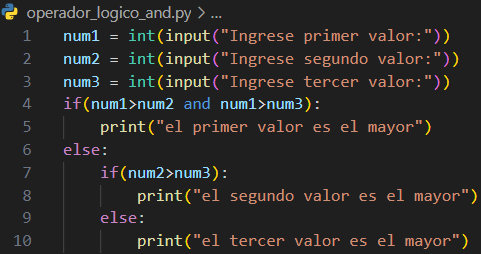 operador_logico_and.py > ...
1 num1 = int(input("Ingrese primer valor:"))
2 num2 = int(input("Ingrese segundo valor:"))
3 num3 = int(input("Ingrese tercer valor:"))
4 if(num1>num2 and num1>num3):
5     print("el primer valor es el mayor")
6 else:
7     if(num2>num3):
8         print("el segundo valor es el mayor")
9     else:
10         print("el tercer valor es el mayor")